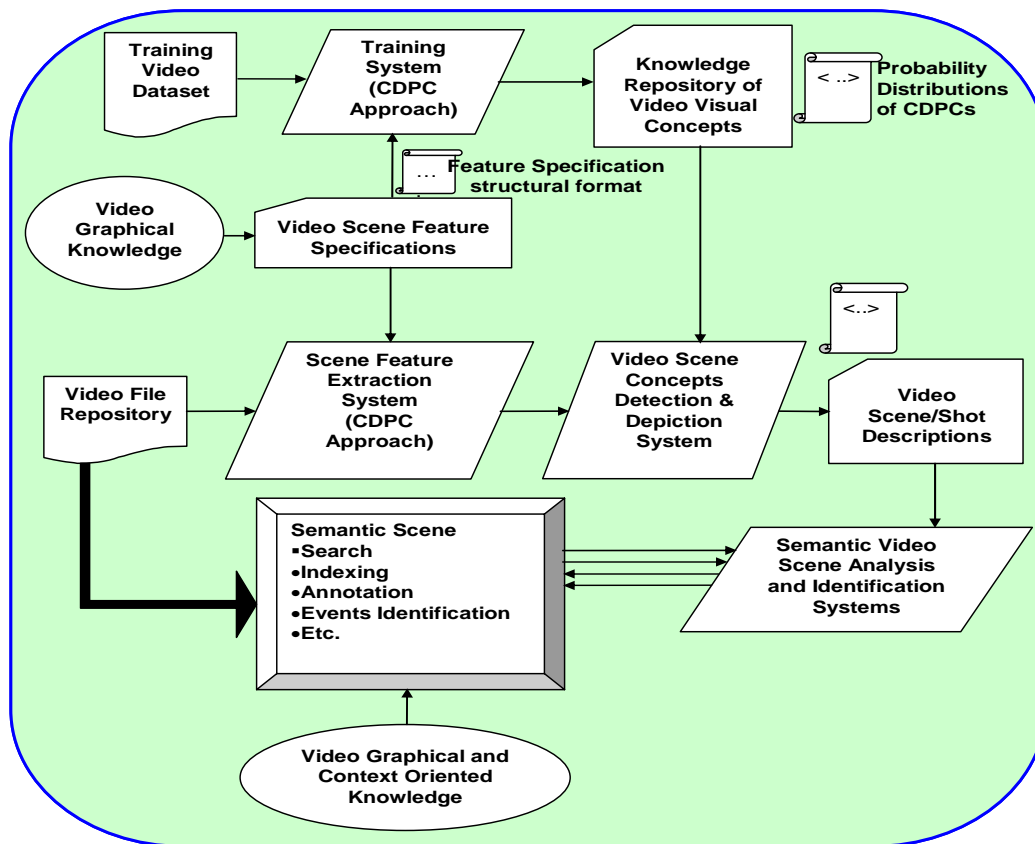 Training
Video
Dataset
Training
System
(CDPC
Approach)
Knowledge
Repository of
Video Visual
Concepts
< ..>
Probability
Distributions
of CDPCs
...
Feature Specification
structural format
Video
Graphical
Knowledge
Video Scene Feature
Specifications
<..>
Video File
Repository
Scene Feature
Extraction
System
(CDPC
Approach)
Video Scene
Concepts
Detection &
Depiction
System
Video
Scene/Shot
Descriptions
Semantic Scene
▪Search
•Indexing
•Annotation
•Events Identification
•Etc.
Semantic Video
Scene Analysis
and Identification
Systems
Video Graphical and
Context Oriented
Knowledge